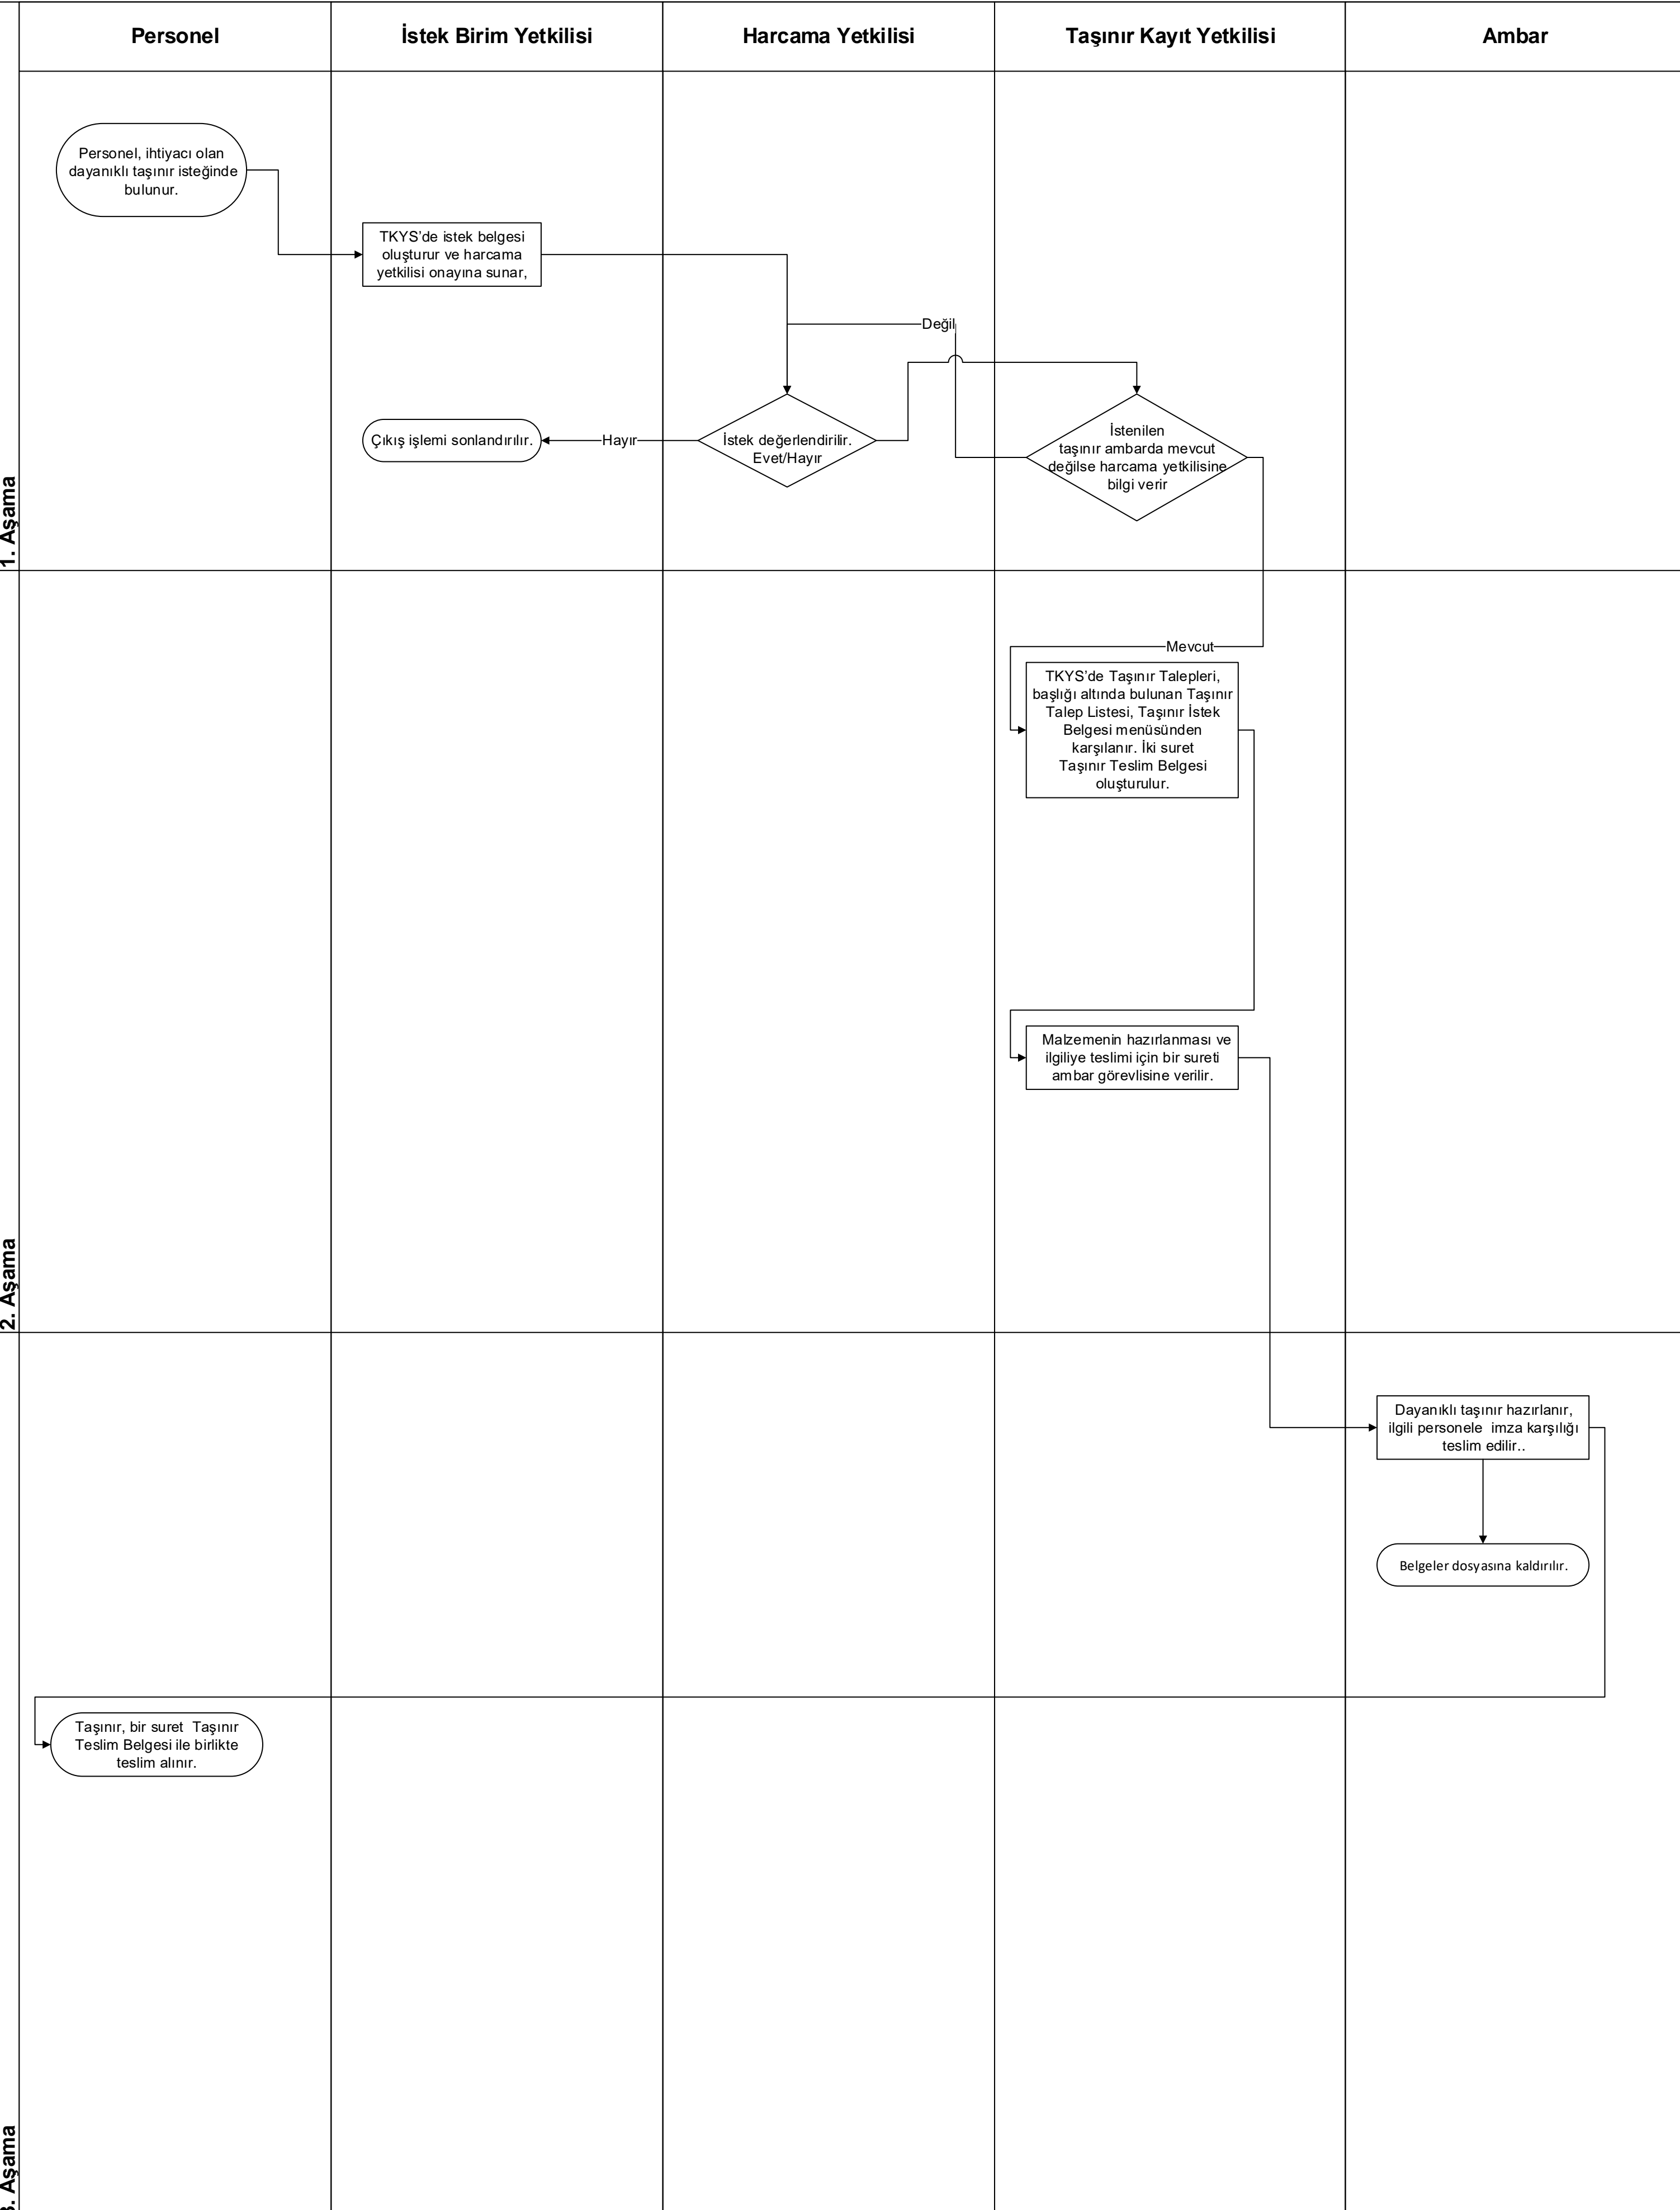 Personel
İstek Birim Yetkilisi
Harcama Yetkilisi
Taşınır Kayıt Yetkilisi
Ambar
1. Aşama
Personel, ihtiyacı olan
dayanıklı taşınır isteğinde
bulunur.
TKYS'de istek belgesi
oluşturur ve harcama
yetkilisi onayına sunar,
Değil
Çıkış işlemi sonlandırılır.
Hayır
İstek değerlendirilir.
Evet/Hayır
İstenilen
taşınır ambarda mevcut
değilse harcama yetkilisine
bilgi verir
2. Aşama
Mevcut
TKYS'de Taşınır Talepleri,
başlığı altında bulunan Taşınır
Talep Listesi, Taşınır İstek
Belgesi menüsünden
karşılanır. İki suret
Taşınır Teslim Belgesi
oluşturulur.
Malzemenin hazırlanması ve
ilgiliye teslimi için bir sureti
ambar görevlisine verilir.
3. Aşama
Dayanıklı taşınır hazırlanır,
ilgili personele  imza karşılığı
teslim edilir..
Belgeler dosyasına kaldırılır.
Taşınır, bir suret  Taşınır
Teslim Belgesi ile birlikte
teslim alınır.